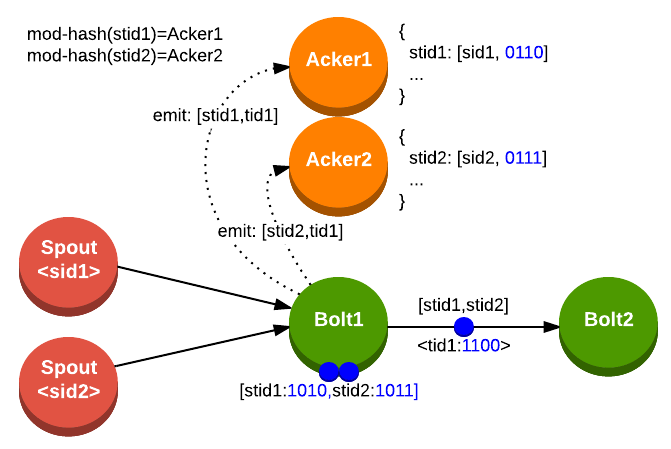 mod-hash(stid1)=Acker1
mod-hash(stid2)=Acker2
Acker1
{
stid1: [sid1, 0110]
...
}
emit: [stid1,tid1]
Acker2
{
stid2: [sid2, 0111]
...
}
emit: [stid2,tid1]
Spout
<sid1>
Bolt1
[stid1,stid2]
<tid1:1100>
Bolt2
Spout
<sid2>
[stid1:1010,stid2:1011]